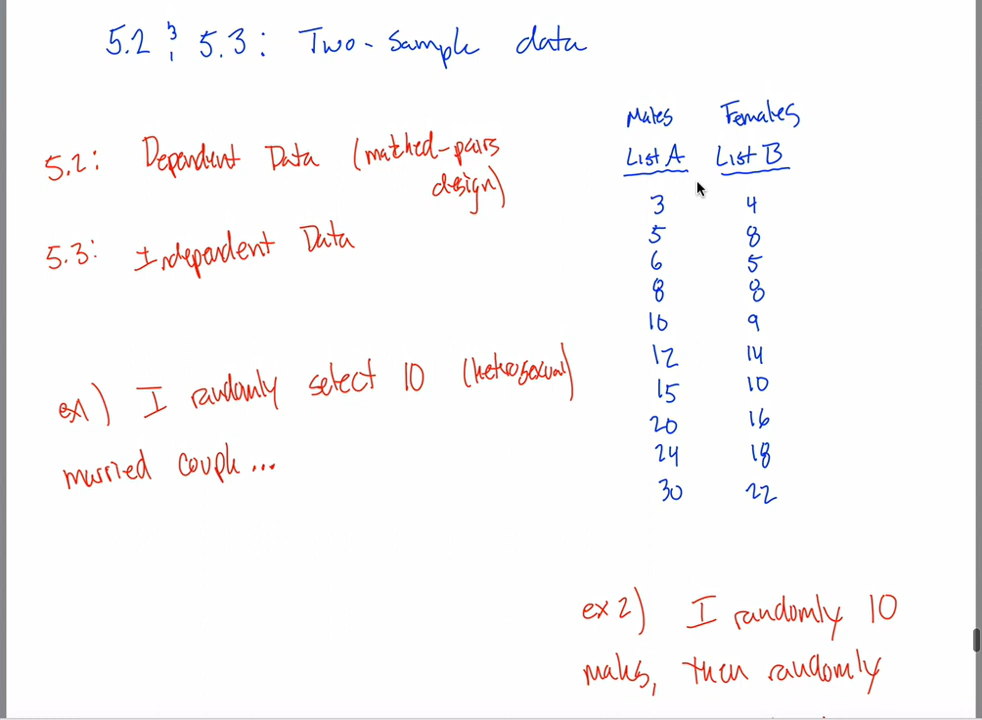 5.2 & 5.3: Two-Sample data
5.2: Dependent Data (matched-pairs
design)
5.3: Independent Data
ex1) I randomly select 10 (heterosexual)
married couple...
Males Females
List A List B
3 4
5 8
6 5
8 8
10 9
12 14
15 10
20 16
24 18
30 22
ex 2) I randomly 10
males, then randomly